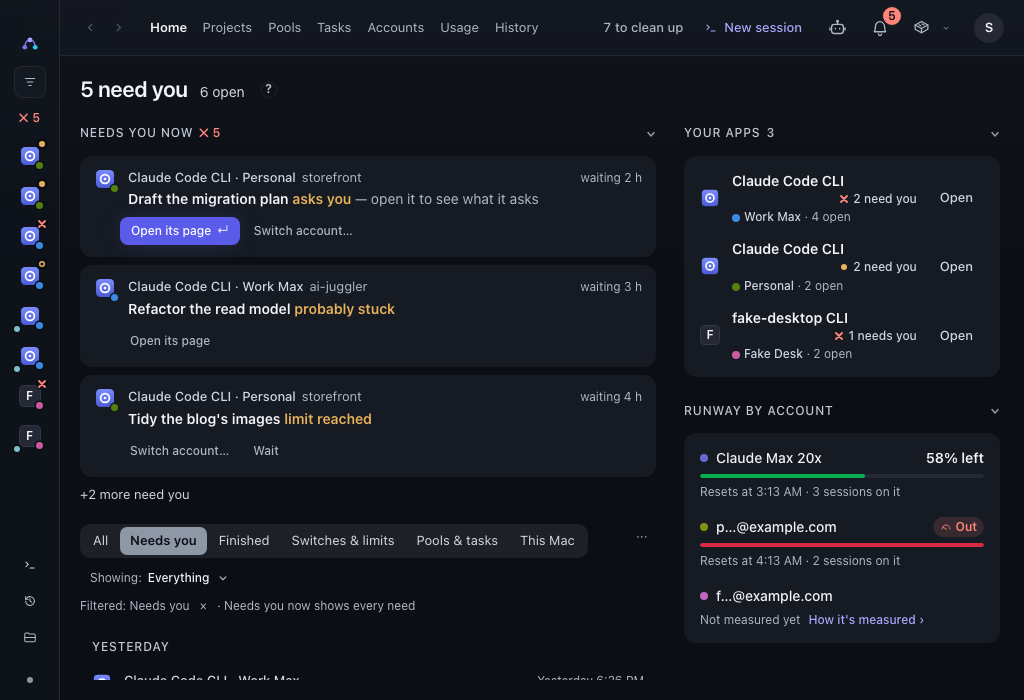 Home Projects Pools Tasks Accounts Usage History 7 to clean up New session 5 S
5 need you 6 open ?
× 5
NEEDS YOU NOW × 5
Claude Code CLI · Personal storefront waiting 2 h
Draft the migration plan asks you — open it to see what it asks
Open its page ↵ Switch account...
Claude Code CLI · Work Max ai-juggler waiting 3 h
Refactor the read model probably stuck
Open its page
Claude Code CLI · Personal storefront waiting 4 h
Tidy the blog's images limit reached
Switch account... Wait
+2 more need you
All Needs you Finished Switches & limits Pools & tasks This Mac ...
Showing: Everything
Filtered: Needs you × · Needs you now shows every need
YESTERDAY
Claude Code CLI · Work Max Yesterday 6:26 PM
YOUR APPS 3
Claude Code CLI
× 2 need you Open
Work Max · 4 open
Claude Code CLI
2 need you Open
Personal · 2 open
F fake-desktop CLI
× 1 needs you Open
Fake Desk · 2 open
RUNWAY BY ACCOUNT
Claude Max 20x 58% left
Resets at 3:13 AM · 3 sessions on it
p...@example.com Out
Resets at 4:13 AM · 2 sessions on it
f...@example.com
Not measured yet How it's measured ›
F
F